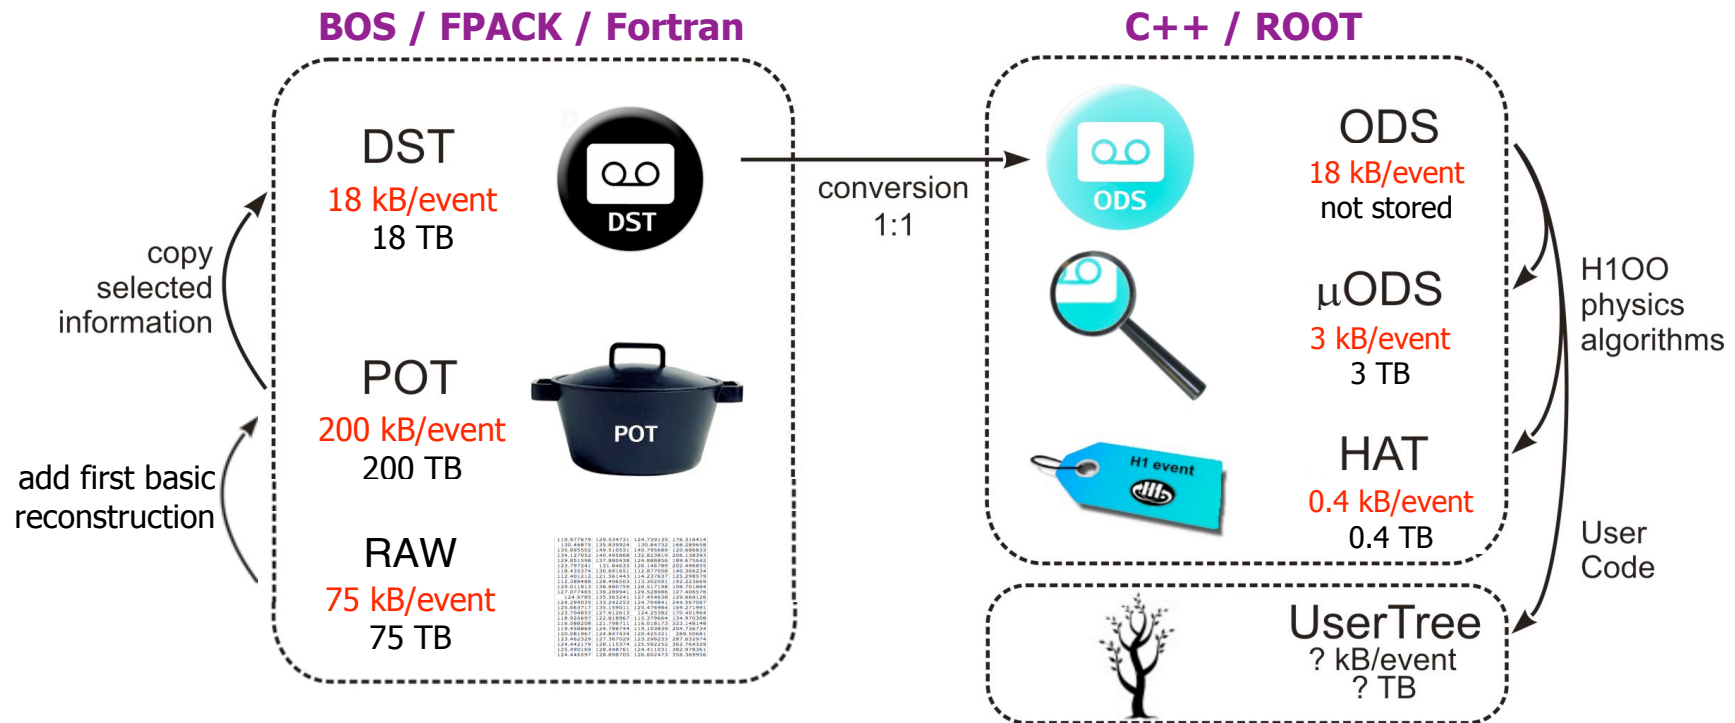 BOS / FPACK / Fortran
DST
18 kB/event
18 TB
DST
copy
selected
information
POT
200 kB/event
200 TB
POT
add first basic
reconstruction
RAW
75 kB/event
75 TB
conversion
1:1
C++ / ROOT
ODS
ODS
18 kB/event
not stored
μODS
3 kB/event
3 TB
H1OO
physics
algorithms
H1 event
HAT
0.4 kB/event
0.4 TB
User
Code
UserTree
? kB/event
? TB